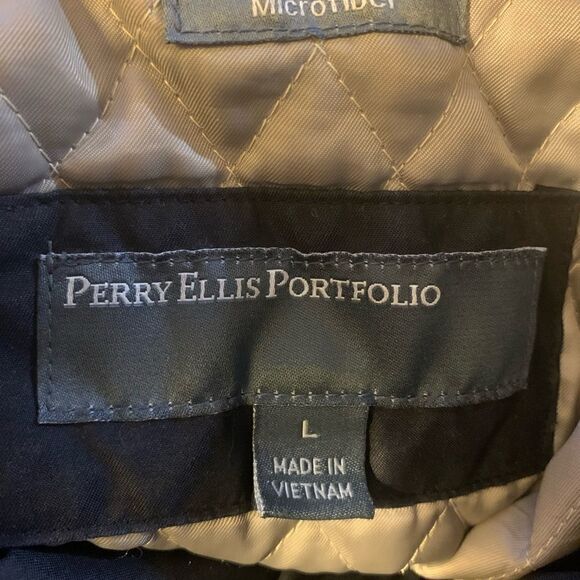 Microfiber
PERRY ELLIS PORTFOLIO
L
MADE IN
VIETNAM